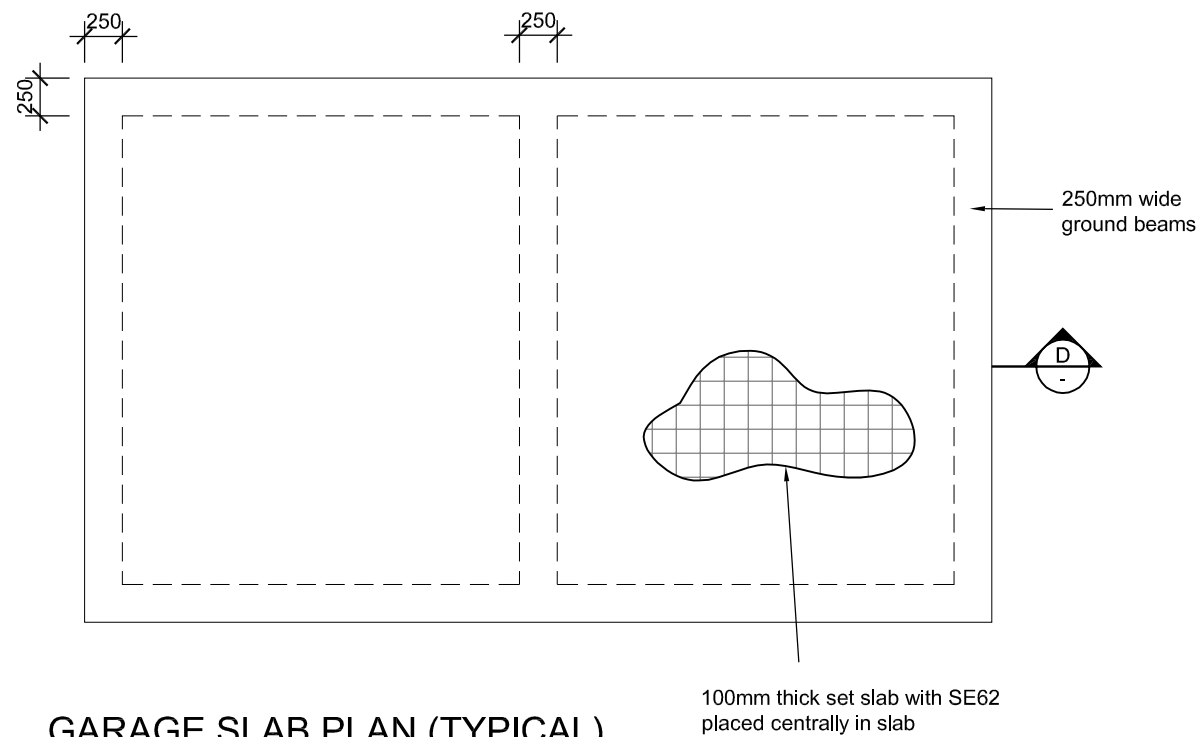 250
250
250
250mm wide
ground beams
D
-
100mm thick set slab with SE62
placed centrally in slab
GARAGE SLAB PLAN (TYPICAL)